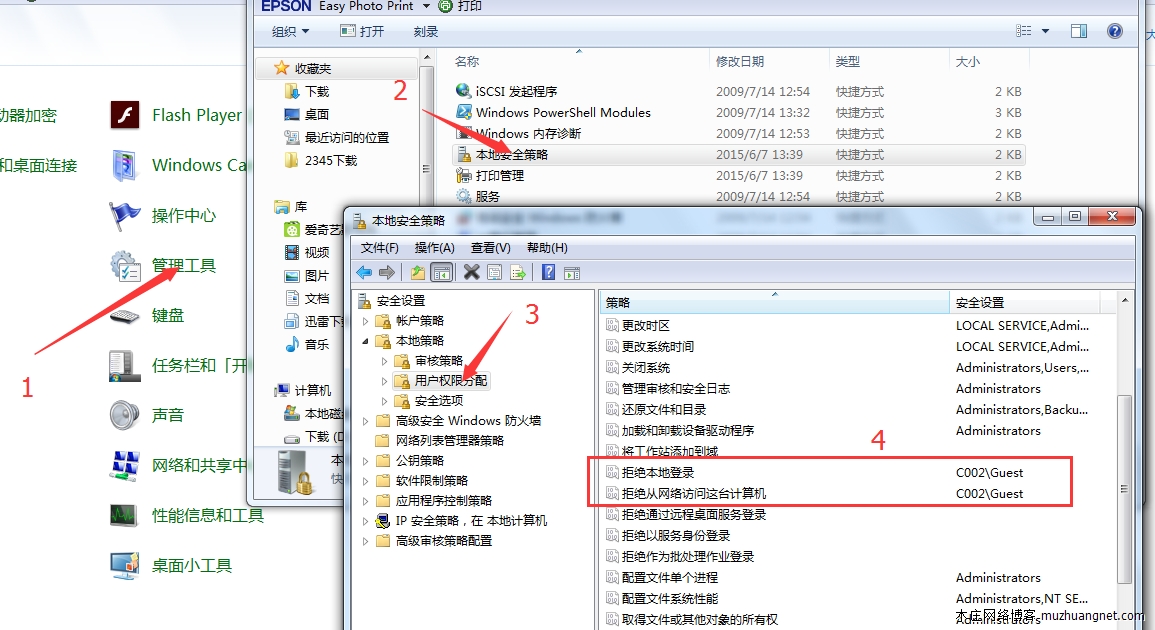 EPSON Easy Photo Print 打印
组织 打开 刻录
动器加密
和桌面连接
Flash Player
Windows Ca
操作中心
管理工具
键盘
任务栏和「开
声音
网络和共享中
性能信息和工具
桌面小工具
1
收藏夹
下载
桌面
最近访问的位置
2345下载
库
爱奇艺
视频
图片
文档
迅雷下
音乐
计算机
本地磁
下载 (D
2
名称 修改日期 类型 大小
iSCSI 发起程序 2009/7/14 12:54 快捷方式 2 KB
Windows PowerShell Modules 2009/7/14 13:32 快捷方式 3 KB
Windows 内存诊断 2009/7/14 12:53 快捷方式 2 KB
本地安全策略 2015/6/7 13:39 快捷方式 2 KB
打印管理 2015/6/7 13:39 快捷方式 2 KB
服务 2009/7/14 12:54 快捷方式 2 KB
本地安全策略
文件(F) 操作(A) 查看(V) 帮助(H)
安全设置
帐户策略
本地策略
审核策略
用户权限分配
安全选项
高级安全 Windows 防火墙
网络列表管理器策略
公钥策略
软件限制策略
应用程序控制策略
IP 安全策略，在 本地计算机
高级审核策略配置
3
策略 安全设置
更改时区 LOCAL SERVICE,Admi...
更改系统时间 LOCAL SERVICE,Admi...
关闭系统 Administrators,Users,...
管理审核和安全日志 Administrators
还原文件和目录 Administrators,Backu...
加载和卸载设备驱动程序 Administrators
将工作站添加到域
4
拒绝本地登录 C002\Guest
拒绝从网络访问这台计算机 C002\Guest
拒绝通过远程桌面服务登录
拒绝以服务身份登录
拒绝作为批处理作业登录
配置文件单个进程 Administrators
配置文件系统性能 Administrators,NT SE...
取得文件或其他对象的所有权 Administrators
木庄网络博客 muzhuangnet.com